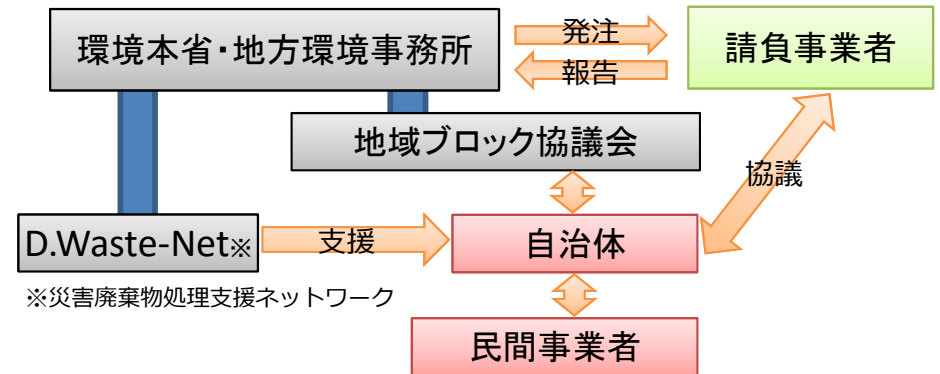 環境本省・地方環境事務所
発注
報告
請負事業者
地域ブロック協議会
協議
D.Waste-Net※
支援
自治体
※災害廃棄物処理支援ネットワーク
民間事業者